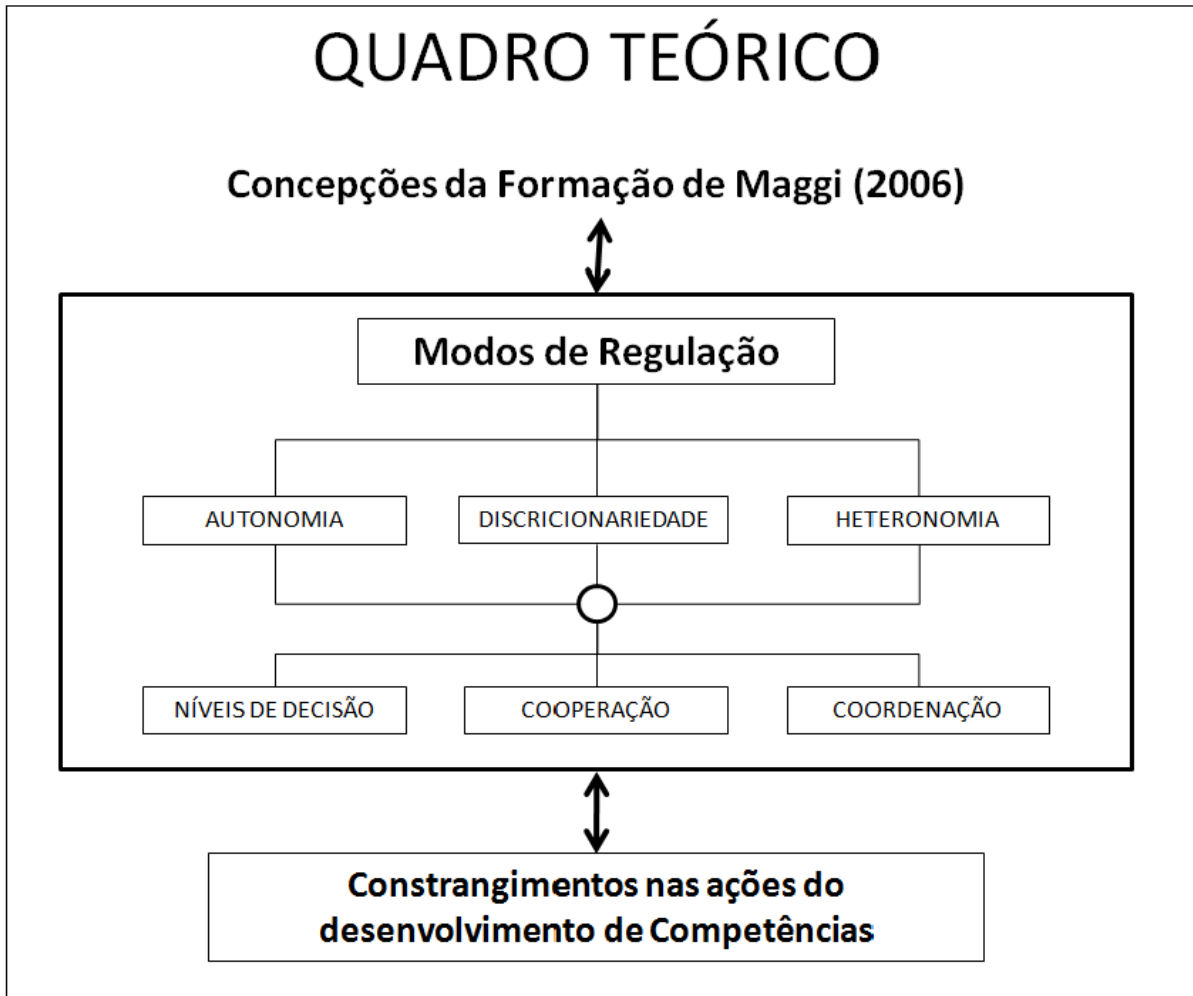 QUADRO TEÓRICO
Concepções da Formação de Maggi (2006)
Modos de Regulação
AUTONOMIA
DISCRICIONARIEDADE
HETERONOMIA
NÍVEIS DE DECISÃO
COOPERAÇÃO
COORDENAÇÃO
Constrangimentos nas ações do
desenvolvimento de Competências